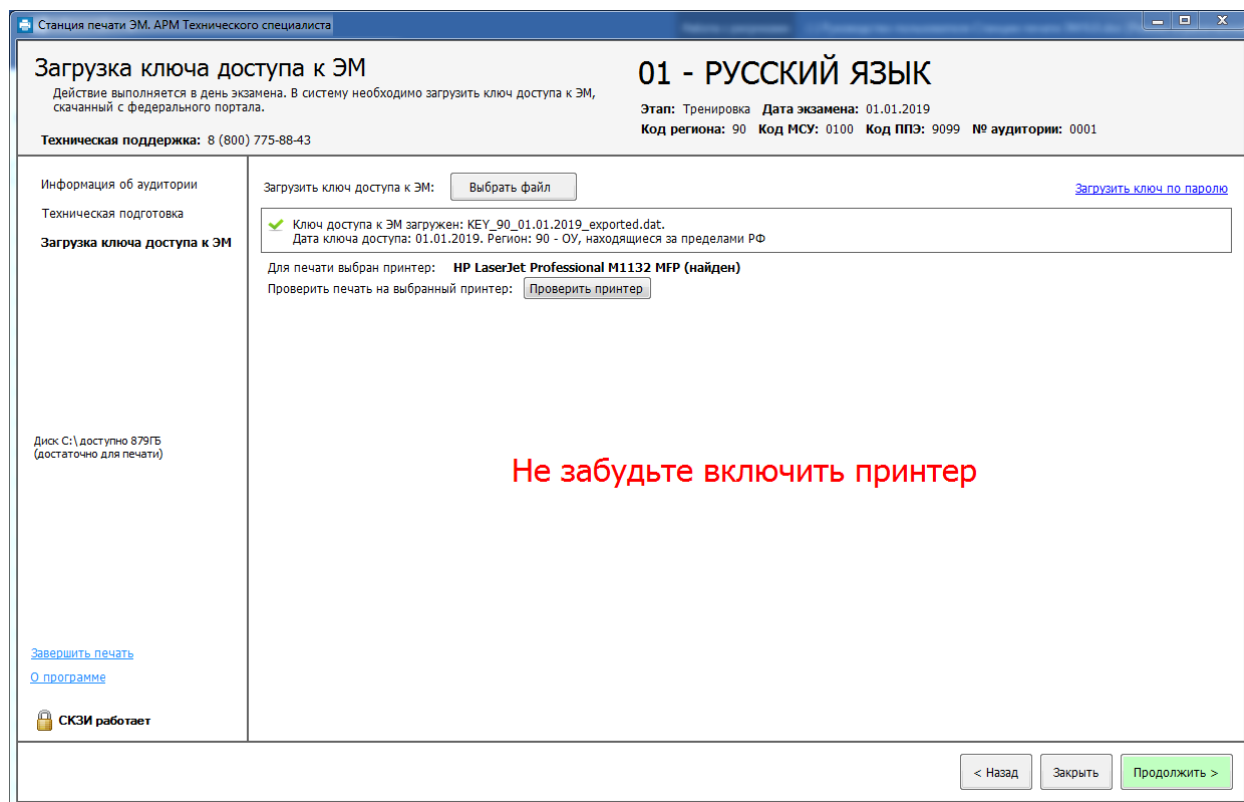 Станция печати ЭМ. АРМ Технического специалиста
Загрузка ключа доступа к ЭМ
Действие выполняется в день экзамена. В систему необходимо загрузить ключ доступа к ЭМ,
скачанный с федерального портала.
Техническая поддержка: 8 (800) 775-88-43
01 - РУССКИЙ ЯЗЫК
Этап: Тренировка Дата экзамена: 01.01.2019
Код региона: 90 Код МСУ: 0100 Код ППЭ: 9099 № аудитории: 0001
Информация об аудитории
Техническая подготовка
Загрузка ключа доступа к ЭМ
Диск C:\ доступно 879ГБ
(достаточно для печати)
Завершить печать
О программе
СКЗИ работает
Загрузить ключ доступа к ЭМ: Выбрать файл Загрузить ключ по паролю
Ключ доступа к ЭМ загружен: KEY_90_01.01.2019_exported.dat.
Дата ключа доступа: 01.01.2019. Регион: 90 - ОУ, находящиеся за пределами РФ
Для печати выбран принтер: HP LaserJet Professional M1132 MFP (найден)
Проверить печать на выбранный принтер: Проверить принтер
Не забудьте включить принтер
< Назад Закрыть Продолжить >